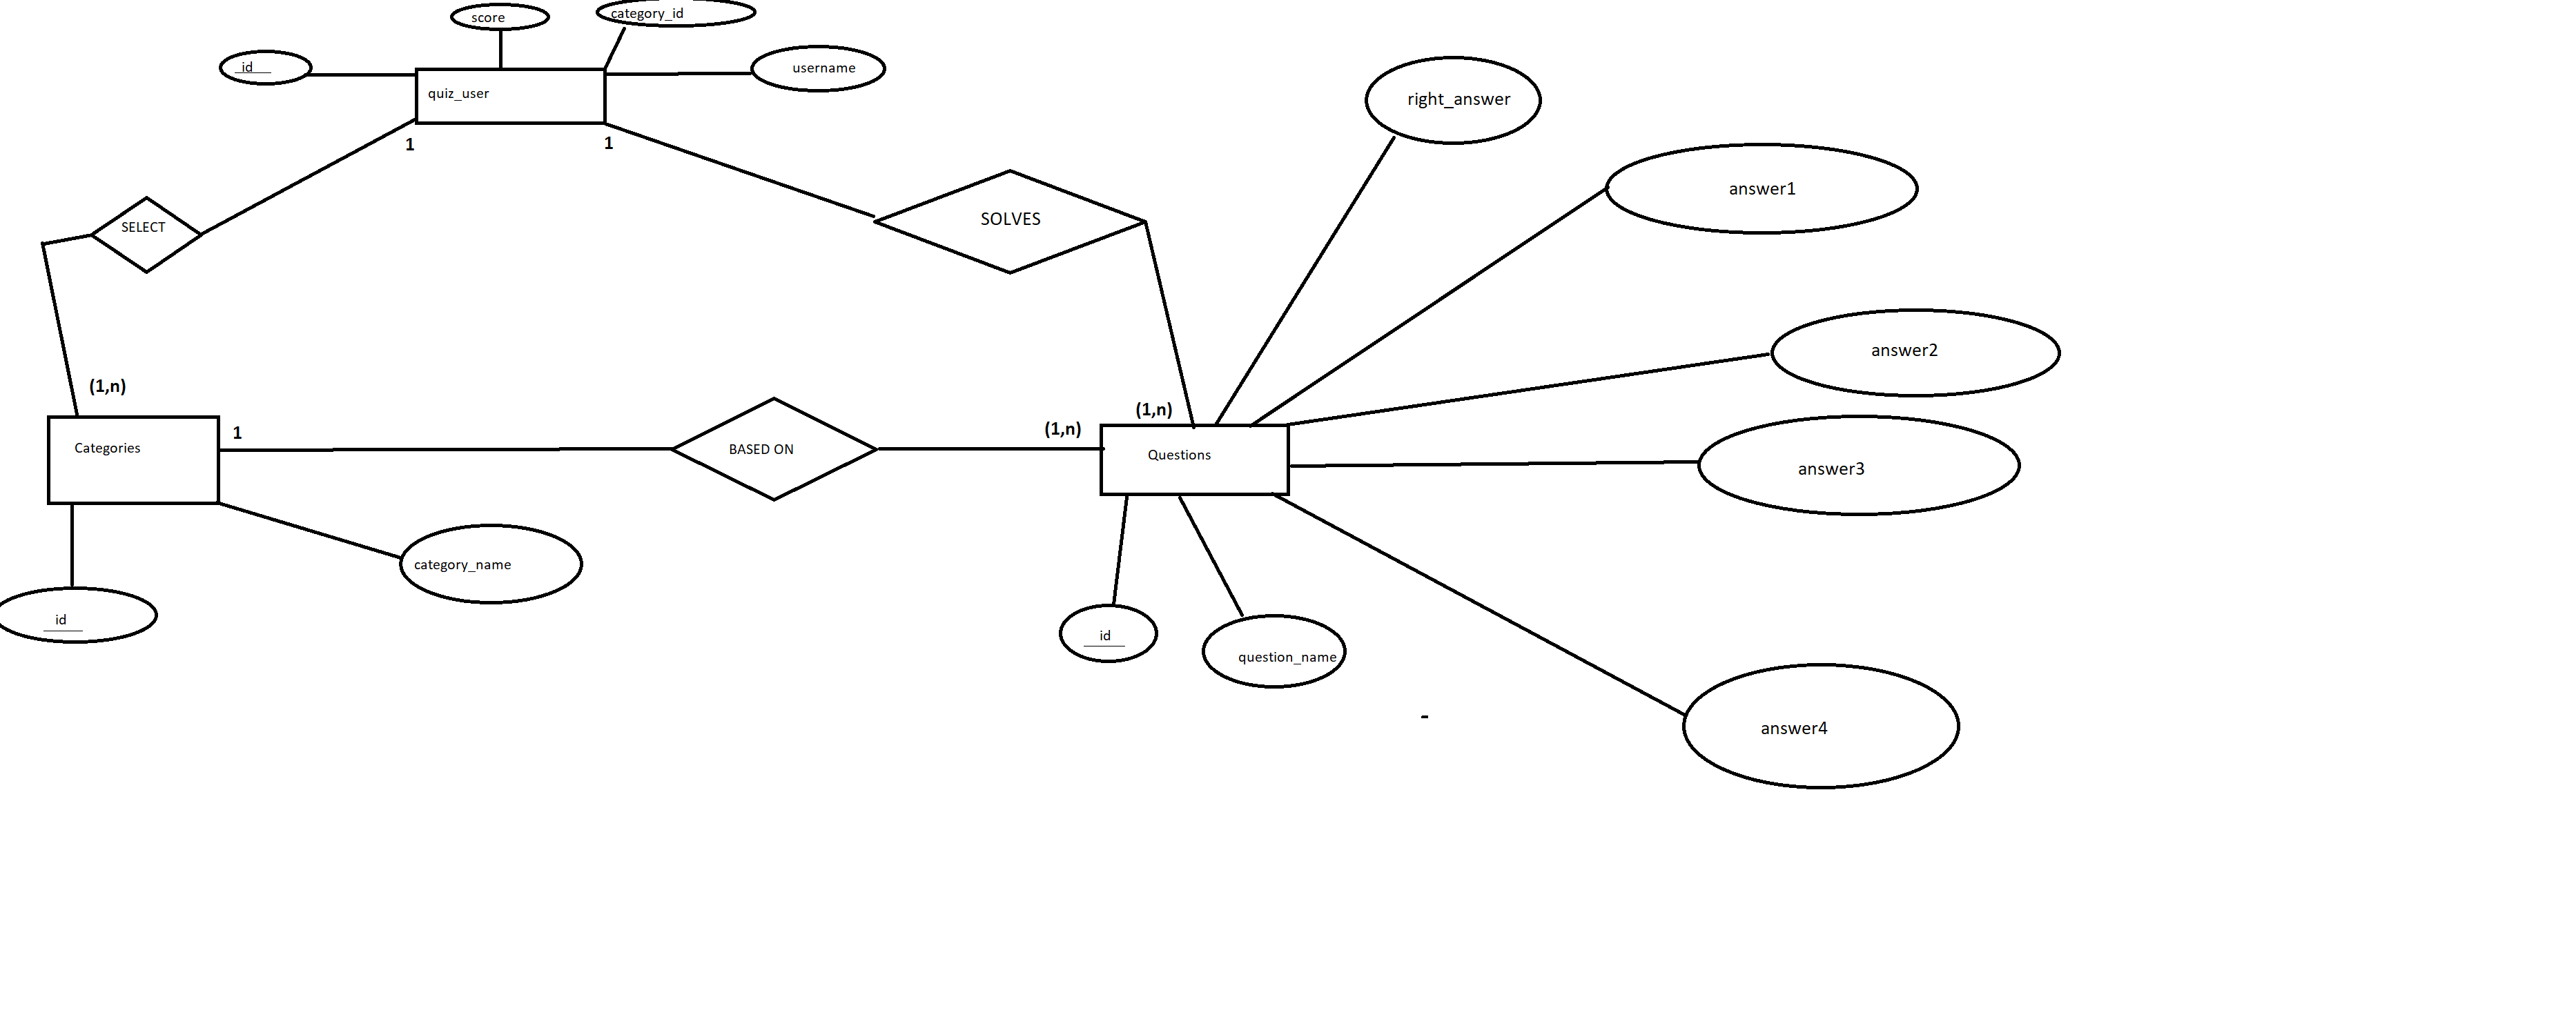 score
category_id
id
username
quiz_user
right_answer
1
1
answer1
SELECT
SOLVES
answer2
(1,n)
(1,n)
(1,n)
1
Categories
BASED ON
Questions
answer3
category_name
id
id
question_name
-
answer4